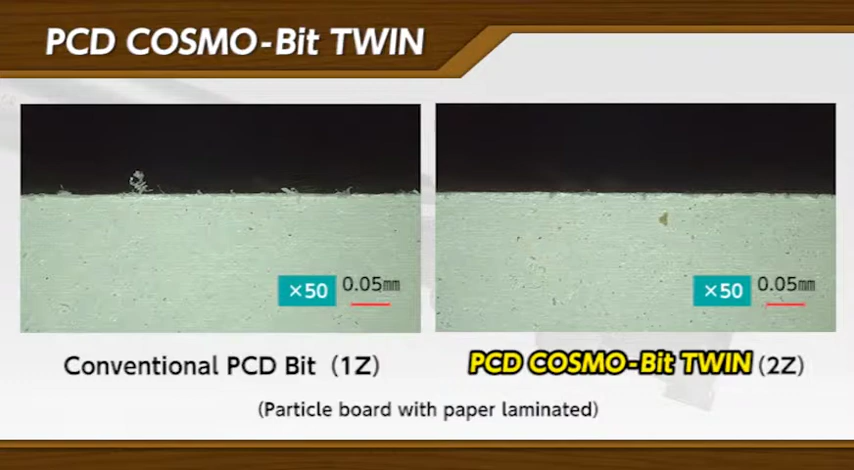 PCD COSMO-Bit TWIN
×50 0.05㎜
×50 0.05㎜
Conventional PCD Bit (1Z)
PCD COSMO-Bit TWIN (2Z)
(Particle board with paper laminated)